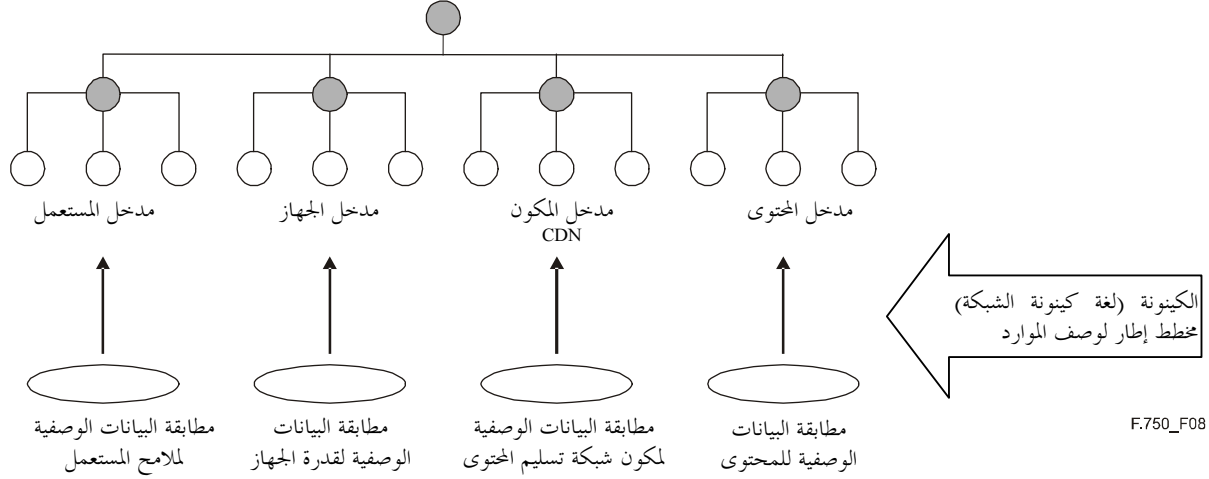 مدخل المحتوى
مدخل المكون
CDN
مدخل الجهاز
مدخل المستعمل
الكينونة (لغة كينونة الشبكة)
مخطط إطار لوصف الموارد
مطابقة البيانات
الوصفية للمحتوى
مطابقة البيانات الوصفية
لمكون شبكة تسليم المحتوى
مطابقة البيانات
الوصفية لقدرة الجهاز
مطابقة البيانات الوصفية
لملامح المستعمل
F.750_F08